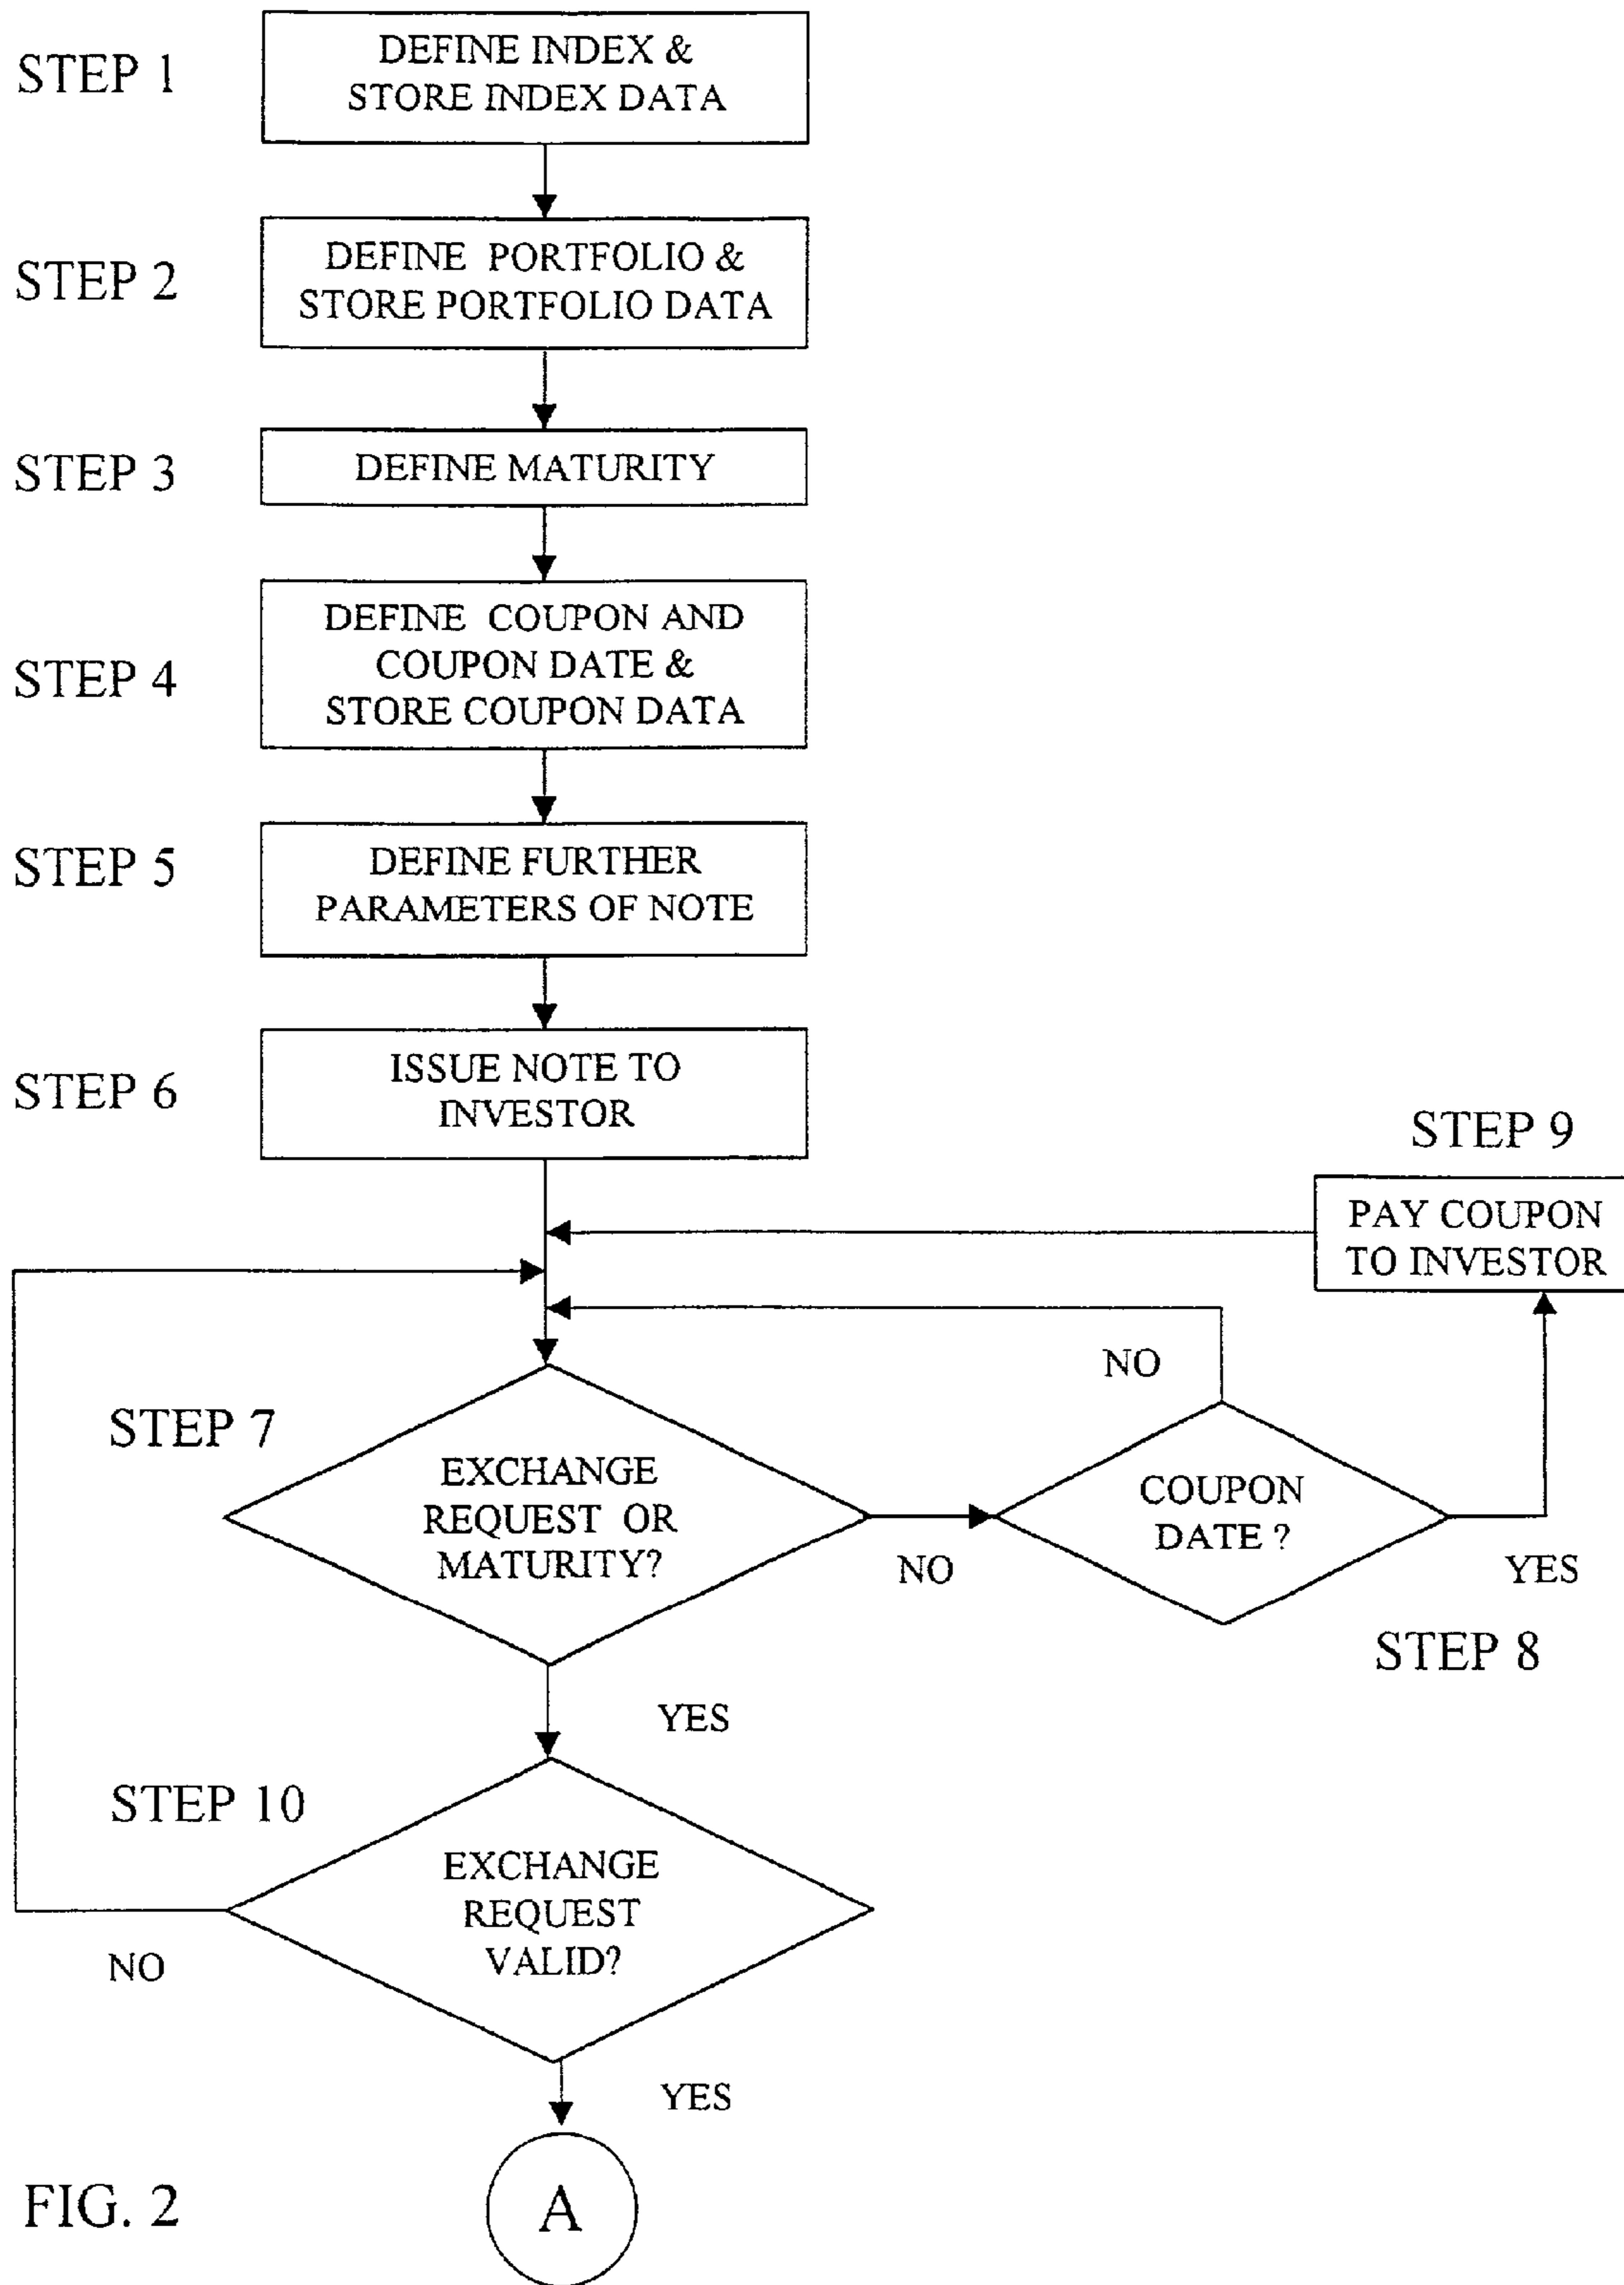 STEP 1
DEFINE INDEX &
STORE INDEX DATA
STEP 2
DEFINE PORTFOLIO &
STORE PORTFOLIO DATA
STEP 3
DEFINE MATURITY
STEP 4
DEFINE COUPON AND
COUPON DATE &
STORE COUPON DATA
STEP 5
DEFINE FURTHER
PARAMETERS OF NOTE
STEP 6
ISSUE NOTE TO
INVESTOR
STEP 9
PAY COUPON
TO INVESTOR
NO
STEP 7
EXCHANGE
REQUEST OR
MATURITY?
NO
COUPON
DATE ?
YES
STEP 8
YES
STEP 10
EXCHANGE
REQUEST
VALID?
NO
YES
A
FIG. 2